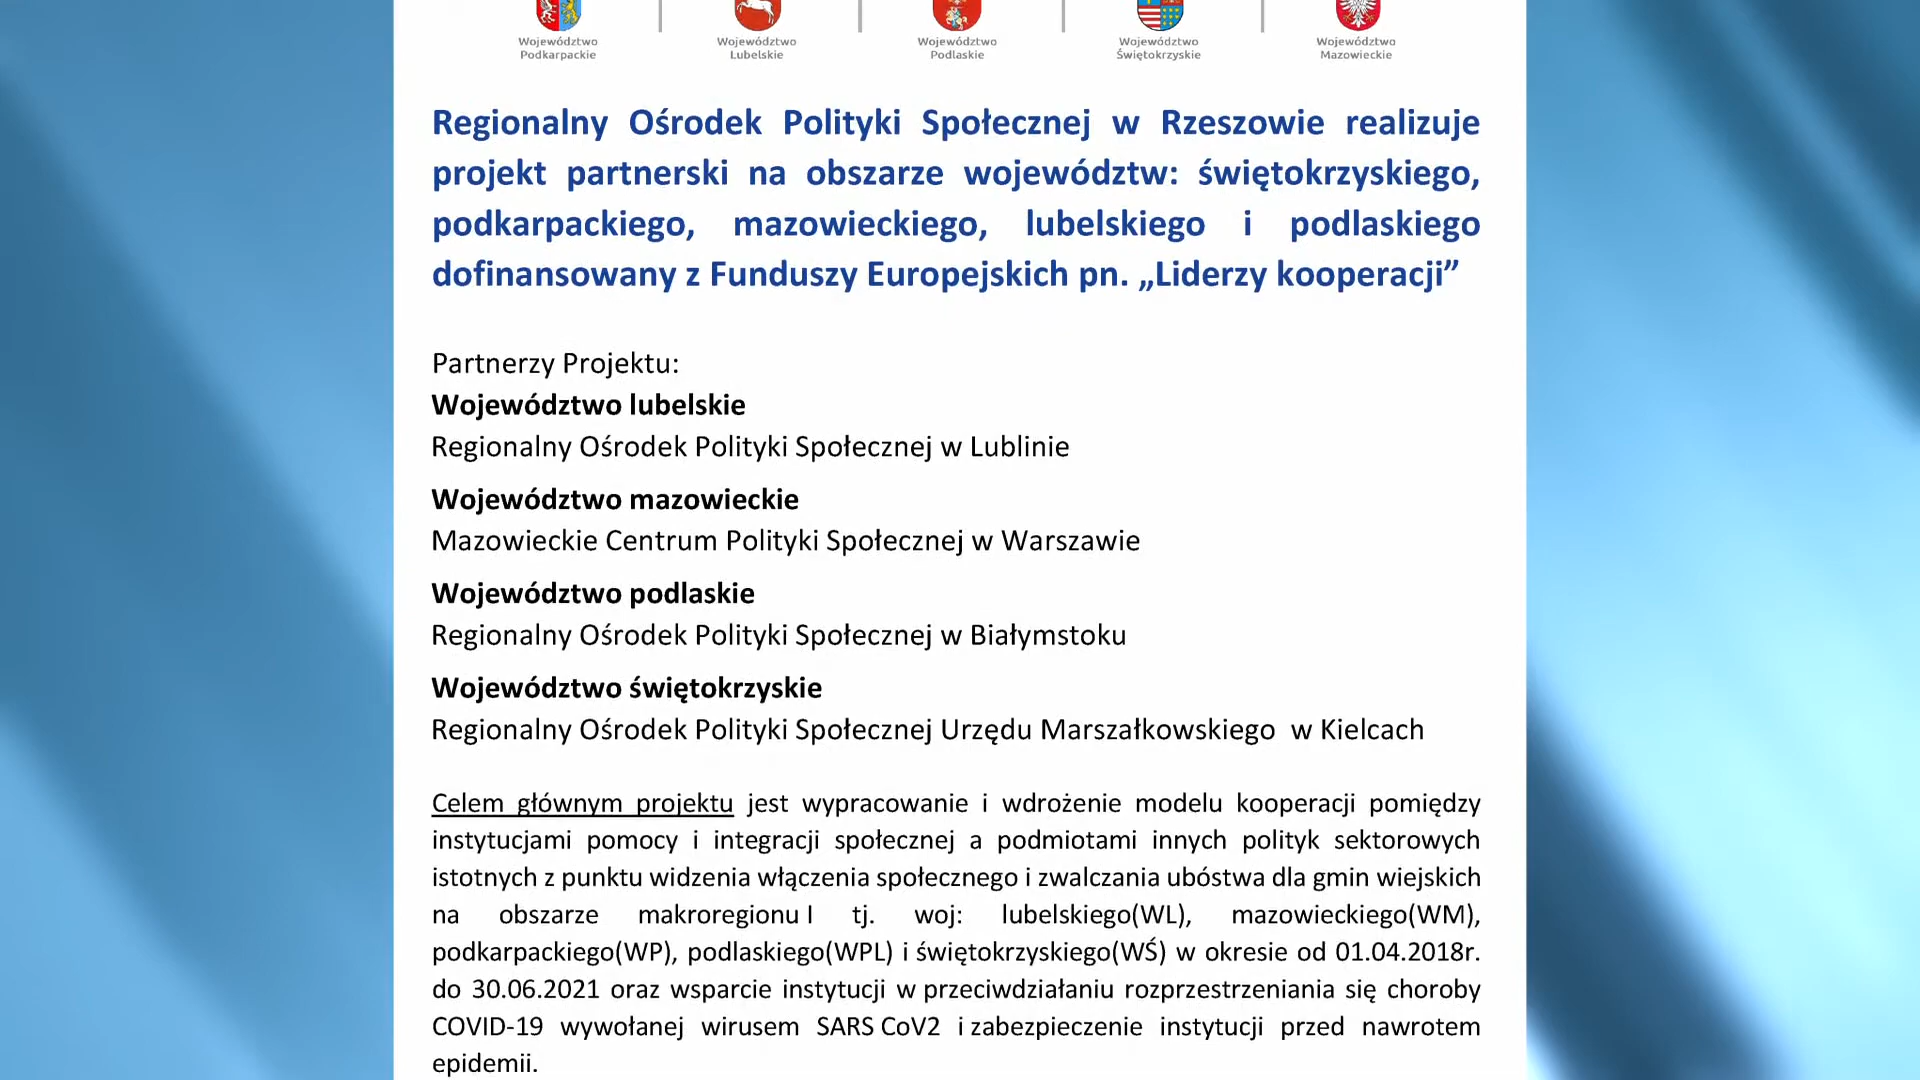 Województwo
Podkarpackie
Województwo
Lubelskie
Województwo
Podlaskie
Województwo
Świętokrzyskie
Województwo
Mazowieckie
Regionalny Ośrodek Polityki Społecznej w Rzeszowie realizuje
projekt partnerski na obszarze województw: świętokrzyskiego,
podkarpackiego, mazowieckiego, lubelskiego i podlaskiego
dofinansowany z Funduszy Europejskich pn. „Liderzy kooperacji”
Partnerzy Projektu:
Województwo lubelskie
Regionalny Ośrodek Polityki Społecznej w Lublinie
Województwo mazowieckie
Mazowieckie Centrum Polityki Społecznej w Warszawie
Województwo podlaskie
Regionalny Ośrodek Polityki Społecznej w Białymstoku
Województwo świętokrzyskie
Regionalny Ośrodek Polityki Społecznej Urzędu Marszałkowskiego w Kielcach
Celem głównym projektu jest wypracowanie i wdrożenie modelu kooperacji pomiędzy
instytucjami pomocy i integracji społecznej a podmiotami innych polityk sektorowych
istotnych z punktu widzenia włączenia społecznego i zwalczania ubóstwa dla gmin wiejskich
na obszarze makroregionu I tj. woj: lubelskiego(WL), mazowieckiego(WM),
podkarpackiego(WP), podlaskiego(WPL) i świętokrzyskiego(WŚ) w okresie od 01.04.2018r.
do 30.06.2021 oraz wsparcie instytucji w przeciwdziałaniu rozprzestrzeniania się choroby
COVID-19 wywołanej wirusem SARS CoV2 i zabezpieczenie instytucji przed nawrotem
epidemii.